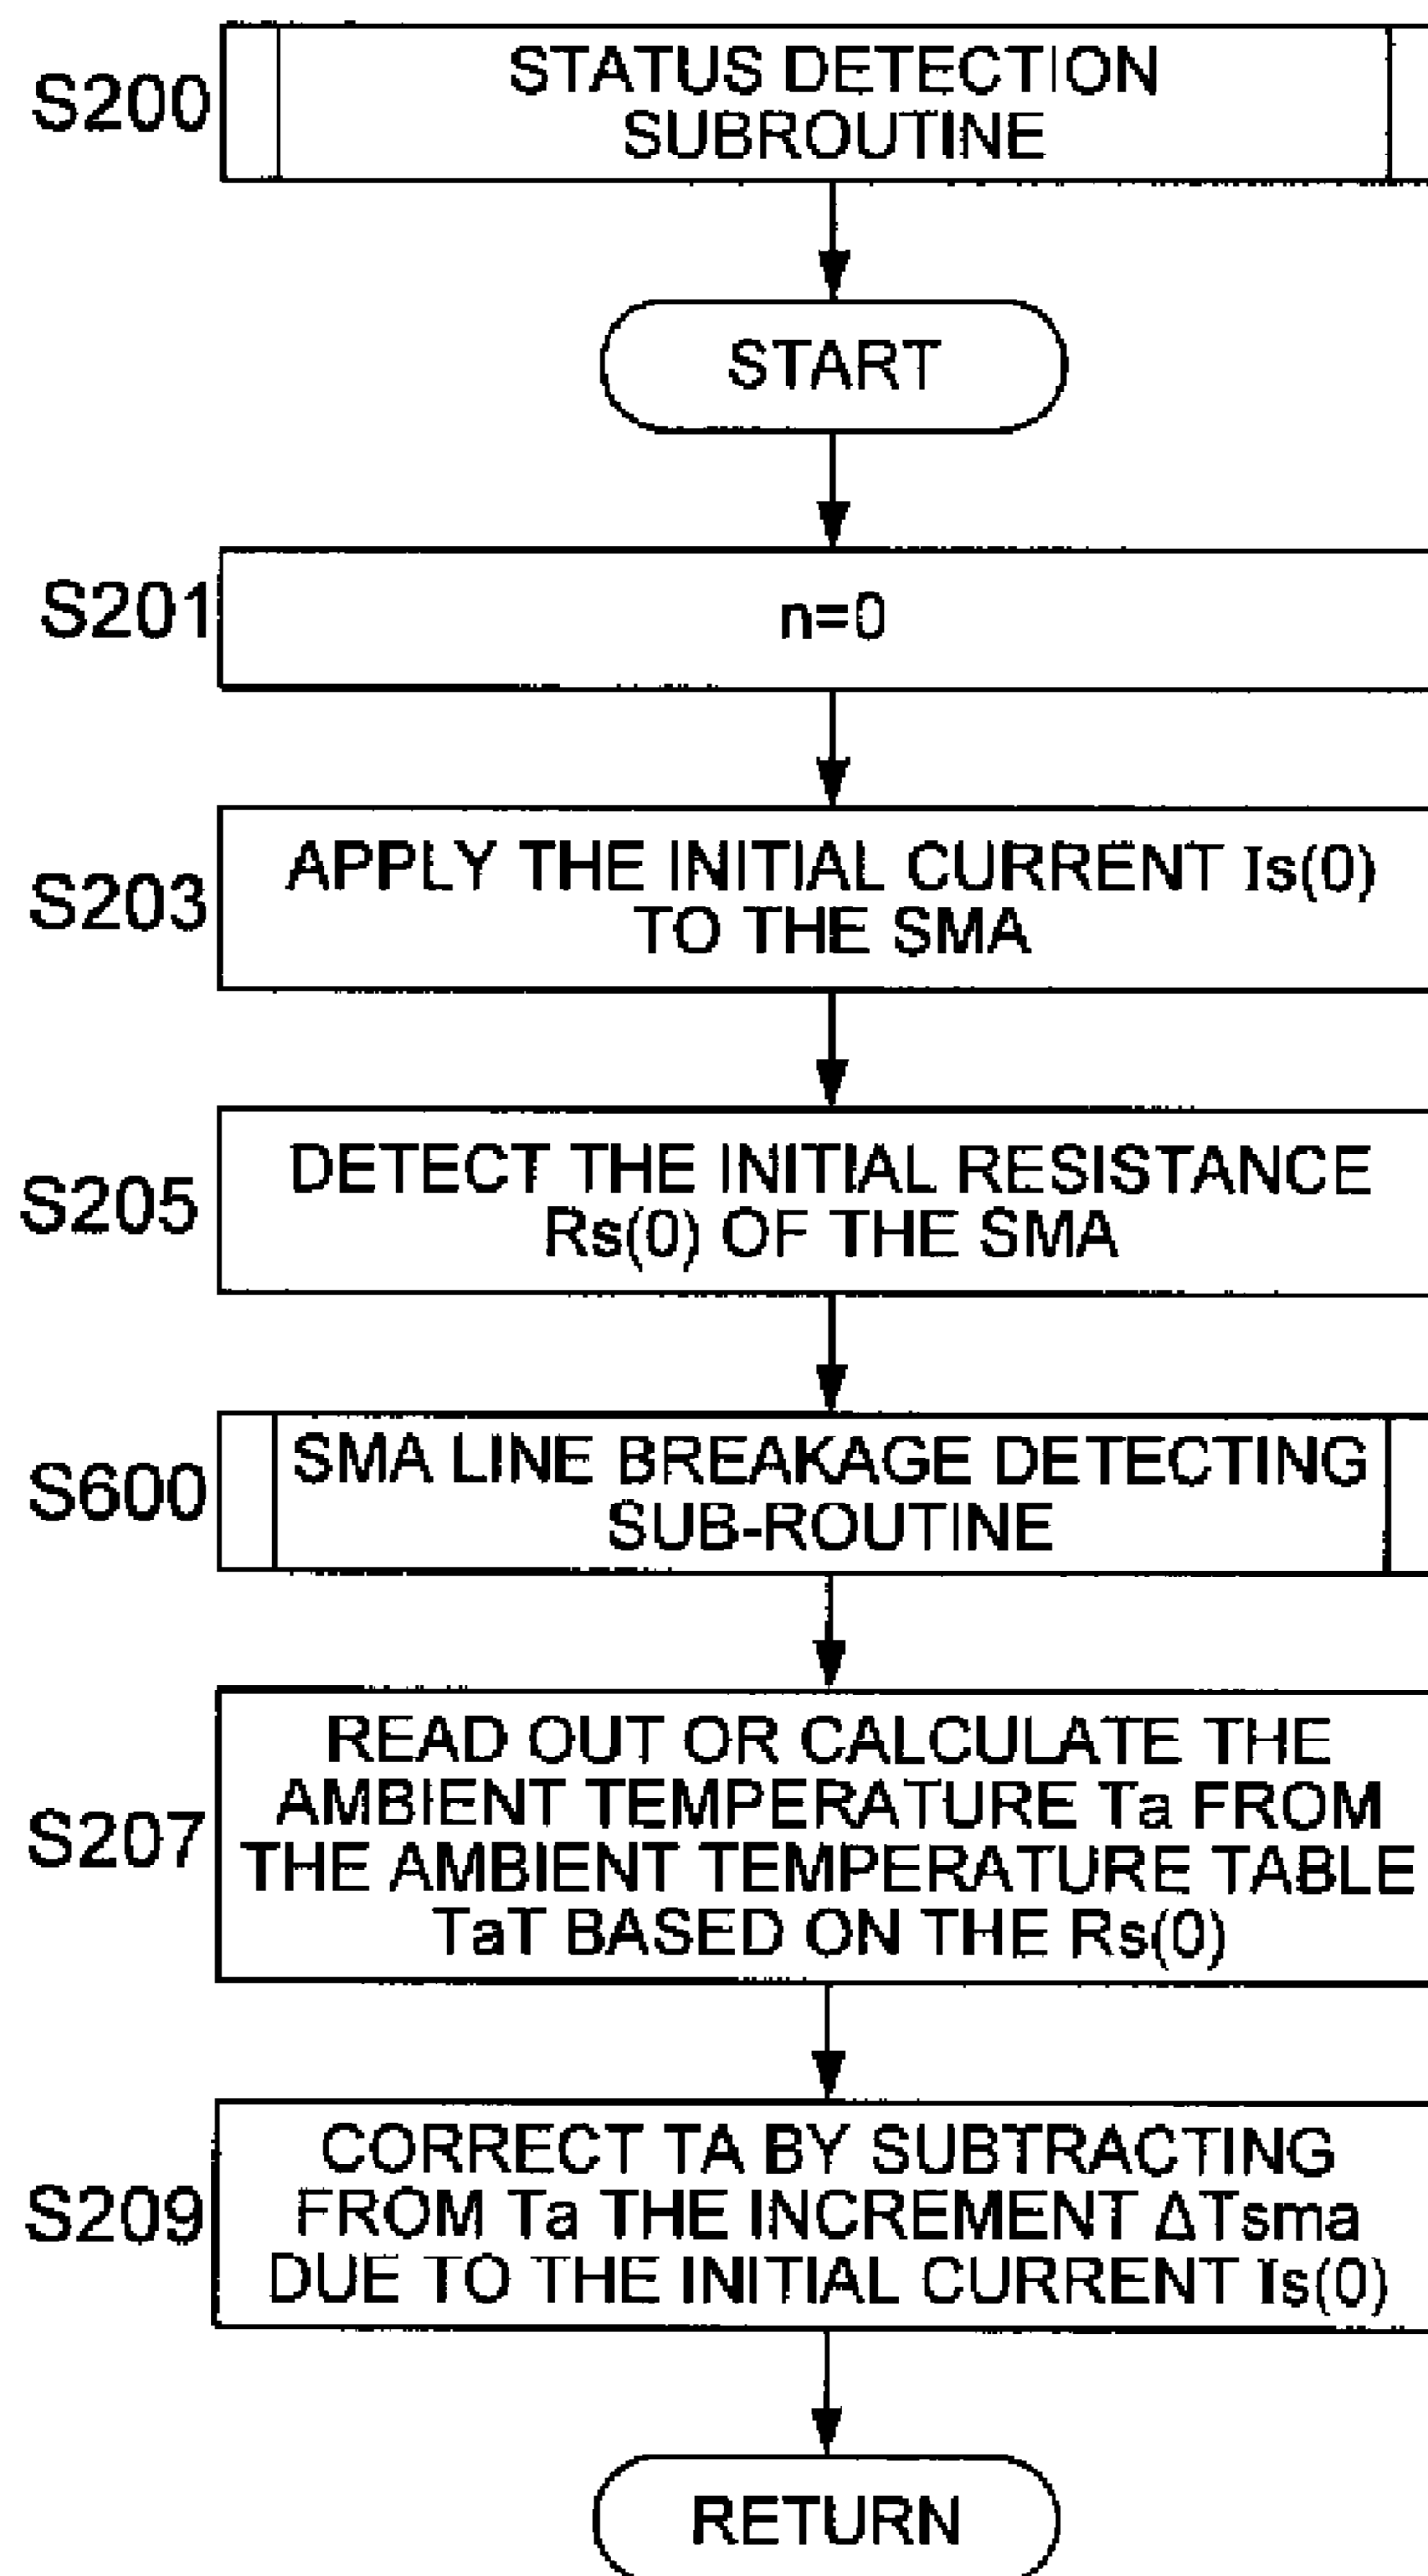 S200
STATUS DETECTION
SUBROUTINE
START
S201
n=0
S203
APPLY THE INITIAL CURRENT Is(0)
TO THE SMA
S205
DETECT THE INITIAL RESISTANCE
Rs(0) OF THE SMA
S600
SMA LINE BREAKAGE DETECTING
SUB-ROUTINE
S207
READ OUT OR CALCULATE THE
AMBIENT TEMPERATURE Ta FROM
THE AMBIENT TEMPERATURE TABLE
TaT BASED ON THE Rs(0)
S209
CORRECT TA BY SUBTRACTING
FROM Ta THE INCREMENT ΔTsma
DUE TO THE INITIAL CURRENT Is(0)
RETURN